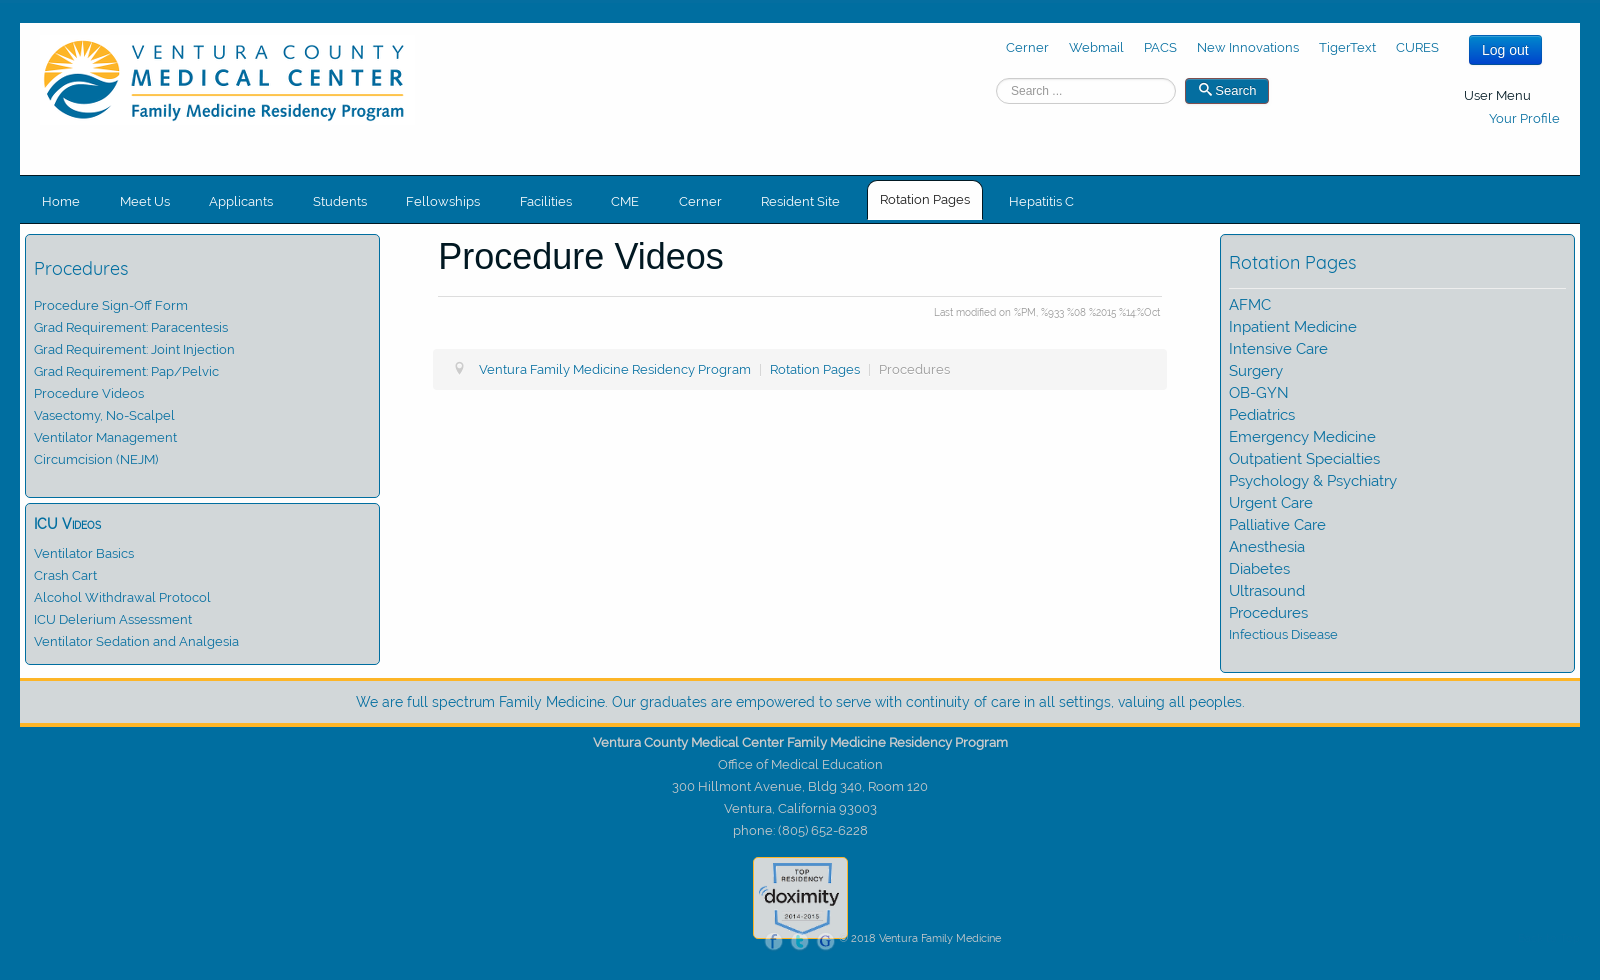 VENTURA COUNTY
MEDICAL CENTER
Family Medicine Residency Program
Cerner Webmail PACS New Innovations TigerText CURES
Log out
Search ...
Search
User Menu
Your Profile
Home Meet Us Applicants Students Fellowships Facilities CME Cerner Resident Site Rotation Pages Hepatitis C
Procedures
Procedure Sign-Off Form
Grad Requirement: Paracentesis
Grad Requirement: Joint Injection
Grad Requirement: Pap/Pelvic
Procedure Videos
Vasectomy, No-Scalpel
Ventilator Management
Circumcision (NEJM)
ICU Videos
Ventilator Basics
Crash Cart
Alcohol Withdrawal Protocol
ICU Delerium Assessment
Ventilator Sedation and Analgesia
Procedure Videos
Last modified on %PM, %933 %08 %2015 %14:%Oct
Ventura Family Medicine Residency Program | Rotation Pages | Procedures
Rotation Pages
AFMC
Inpatient Medicine
Intensive Care
Surgery
OB-GYN
Pediatrics
Emergency Medicine
Outpatient Specialties
Psychology & Psychiatry
Urgent Care
Palliative Care
Anesthesia
Diabetes
Ultrasound
Procedures
Infectious Disease
We are full spectrum Family Medicine. Our graduates are empowered to serve with continuity of care in all settings, valuing all peoples.
Ventura County Medical Center Family Medicine Residency Program
Office of Medical Education
300 Hillmont Avenue, Bldg 340, Room 120
Ventura, California 93003
phone: (805) 652-6228
TOP
RESIDENCY
doximity
2014-2015
f t G © 2018 Ventura Family Medicine